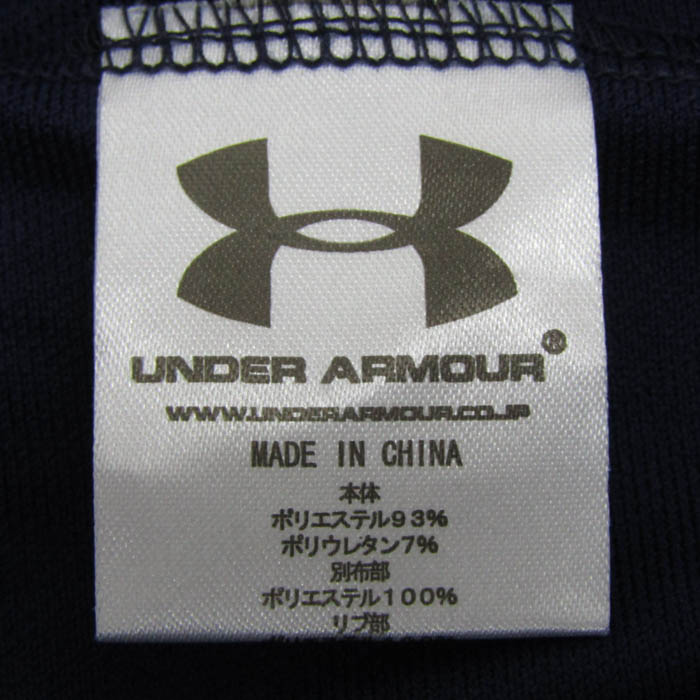 UNDER ARMOUR®
WWW.UNDERARMOUR.CO.JP
MADE IN CHINA
本体
ポリエステル93%
ポリウレタン7%
別布部
ポリエステル100%
リブ部